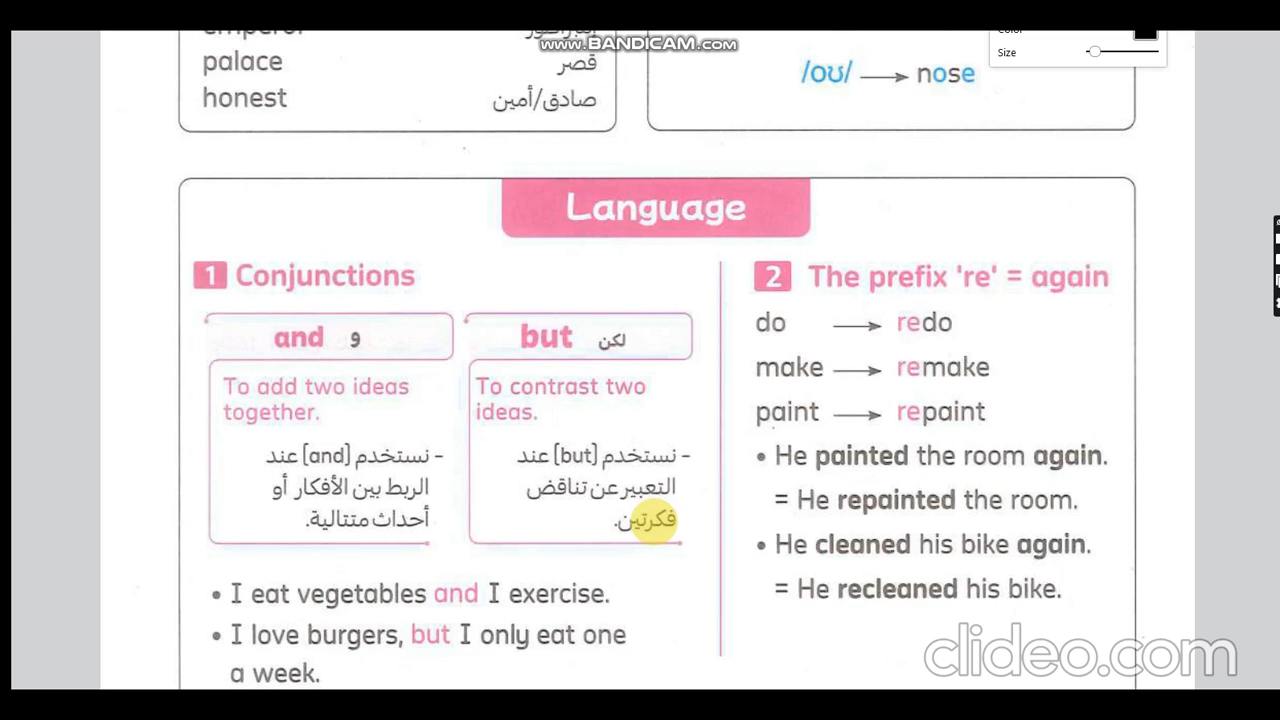 www.BANDICAM.com
Color
Size
palace قصر
honest صادق/أمين
/oʊ/ → nose
Language
1 Conjunctions
and و
To add two ideas
together.
- نستخدم (and) عند
الربط بين الأفكار أو
أحداث متتالية.
but لكن
To contrast two
ideas.
- نستخدم (but) عند
التعبير عن تناقض
فكرتين.
• I eat vegetables and I exercise.
• I love burgers, but I only eat one
a week.
2 The prefix 're' = again
do → redo
make → remake
paint → repaint
• He painted the room again.
= He repainted the room.
• He cleaned his bike again.
= He recleaned his bike.
clideo.com